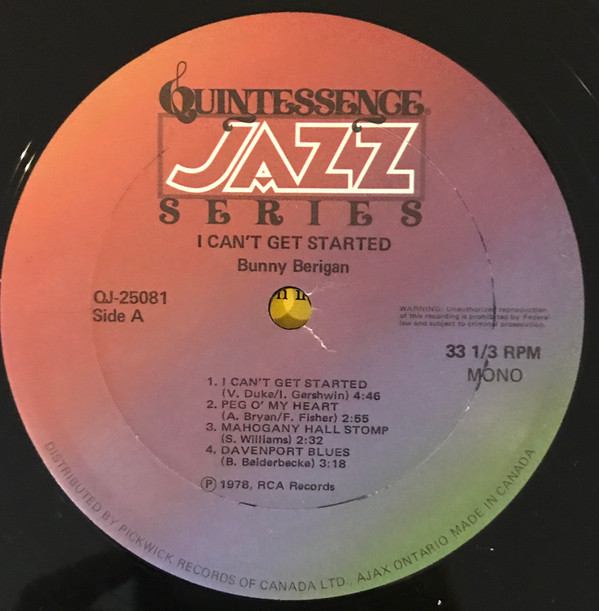 QUINTESSENCE®
JAZZ
SERIES
I CAN'T GET STARTED
Bunny Berigan
QJ-25081
Side A
WARNING: Unauthorized reproduction
of this recording is prohibited by Federal
law and subject to criminal prosecution.
33 1/3 RPM
MONO
1. I CAN'T GET STARTED
(V. Duke/I. Gershwin) 4:46
2. PEG O' MY HEART
(A. Bryan/F. Fisher) 2:55
3. MAHOGANY HALL STOMP
(S. Williams) 2:32
4. DAVENPORT BLUES
(B. Beiderbecke) 3:18
Ⓟ 1978, RCA Records
DISTRIBUTED BY PICKWICK RECORDS OF CANADA LTD., AJAX ONTARIO MADE IN CANADA